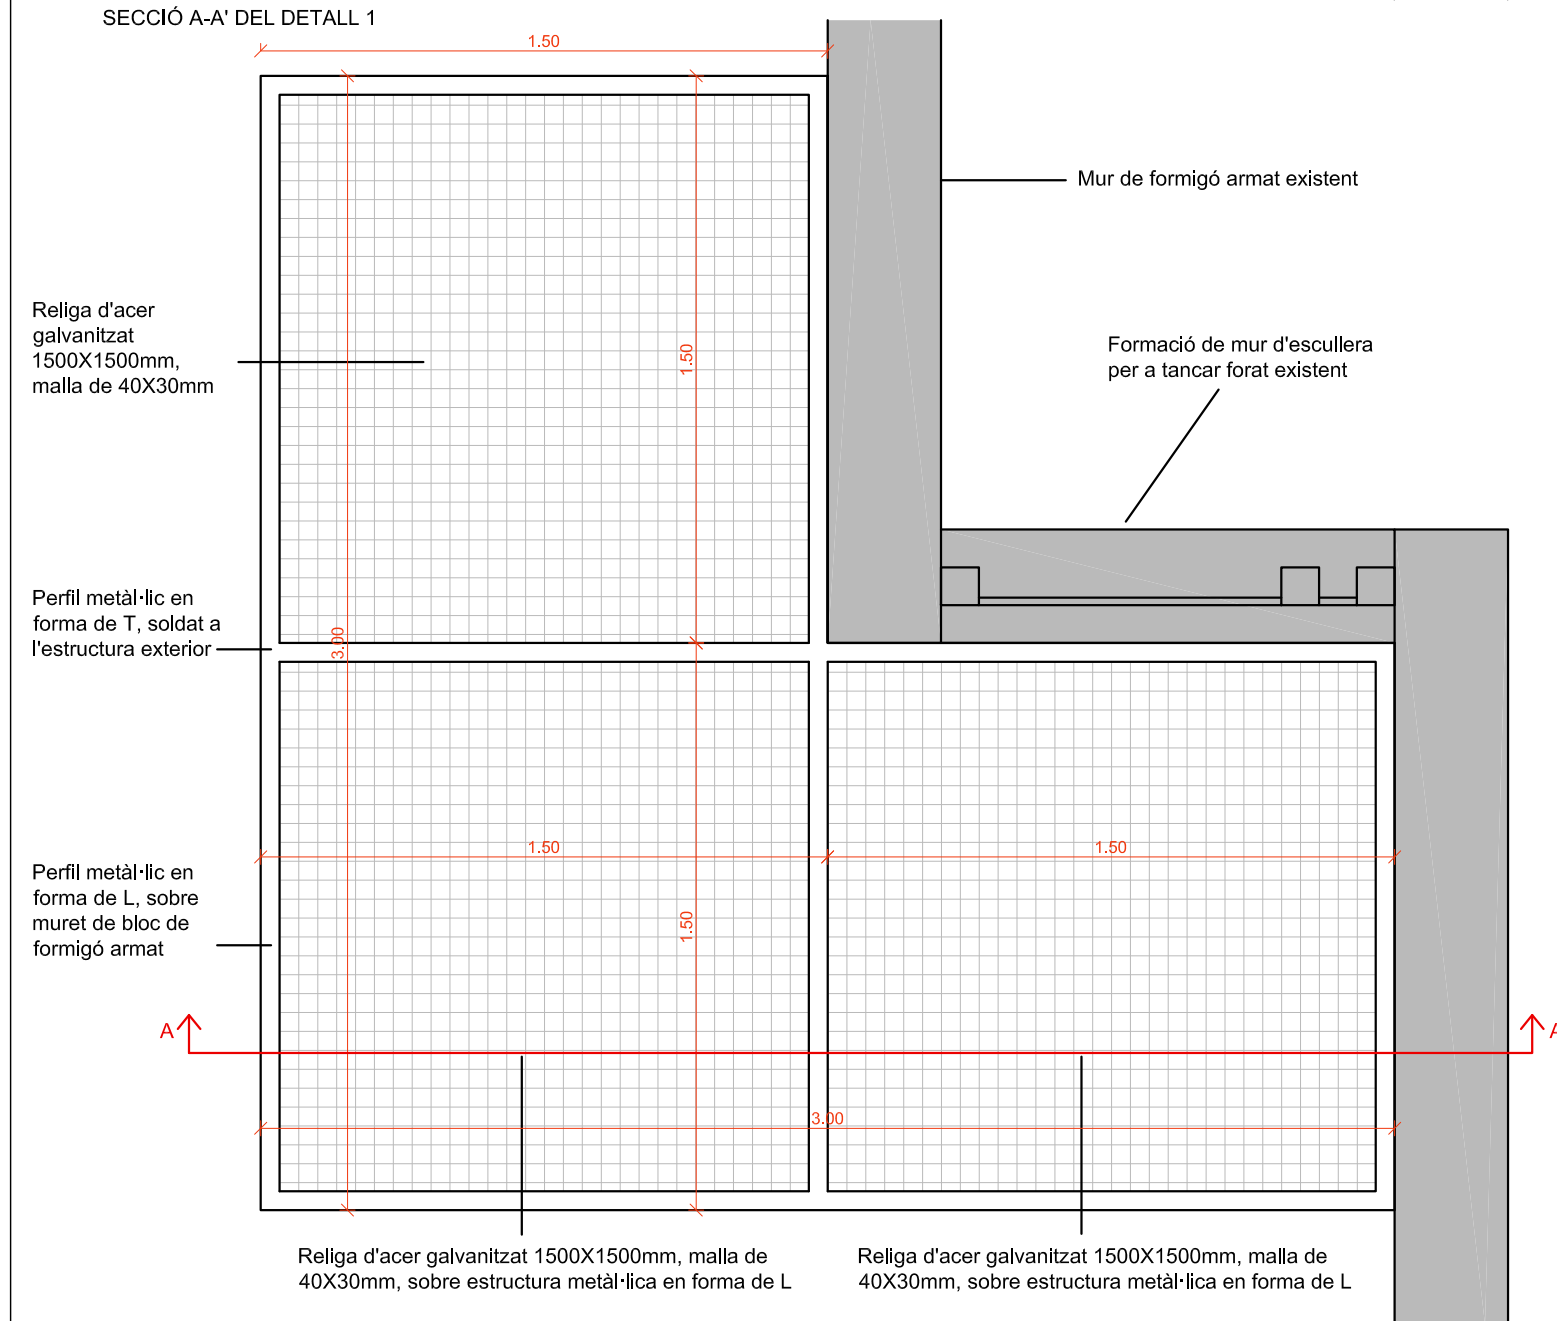 SECCIÓ A-A' DEL DETALL 1
1.50
Mur de formigó armat existent
Religa d'acer
galvanitzat
1500X1500mm,
malla de 40X30mm
1.50
Formació de mur d'escullera
per a tancar forat existent
Perfil metàl·lic en
forma de T, soldat a
l'estructura exterior
3.00
1.50
1.50
Perfil metàl·lic en
forma de L, sobre
muret de bloc de
formigó armat
1.50
A
A
3.00
Religa d'acer galvanitzat 1500X1500mm, malla de
40X30mm, sobre estructura metàl·lica en forma de L
Religa d'acer galvanitzat 1500X1500mm, malla de
40X30mm, sobre estructura metàl·lica en forma de L